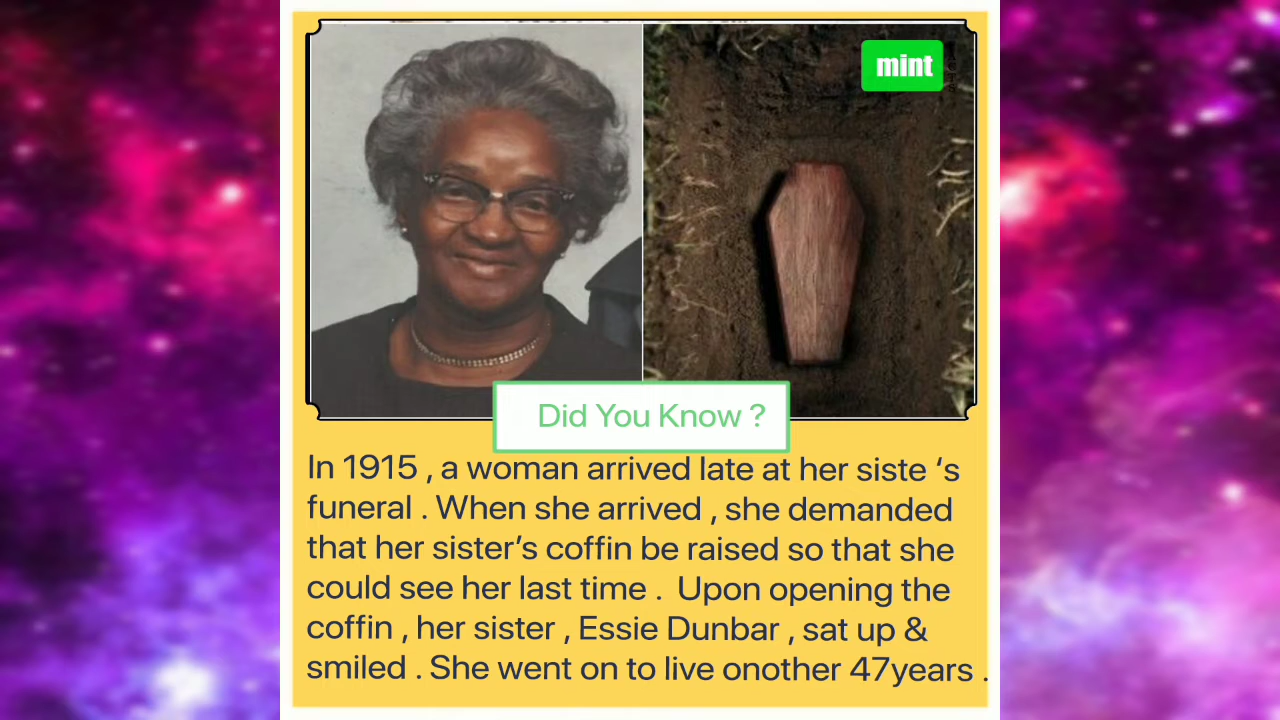 mint
Did You Know ?
In 1915 , a woman arrived late at her siste ‘s
funeral . When she arrived , she demanded
that her sister’s coffin be raised so that she
could see her last time .  Upon opening the
coffin , her sister , Essie Dunbar , sat up &
smiled . She went on to live onother 47years .